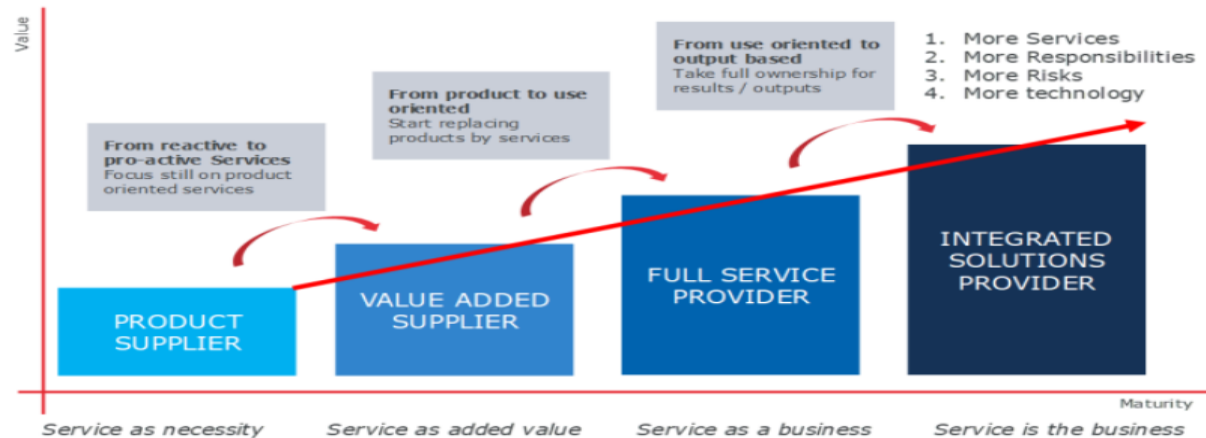 Value
From reactive to
pro-active Services
Focus still on product
oriented services
From product to use
oriented
Start replacing
products by services
From use oriented to
output based
Take full ownership for
results / outputs
1. More Services
2. More Responsibilities
3. More Risks
4. More technology
PRODUCT
SUPPLIER
VALUE ADDED
SUPPLIER
FULL SERVICE
PROVIDER
INTEGRATED
SOLUTIONS
PROVIDER
Maturity
Service as necessity
Service as added value
Service as a business
Service is the business